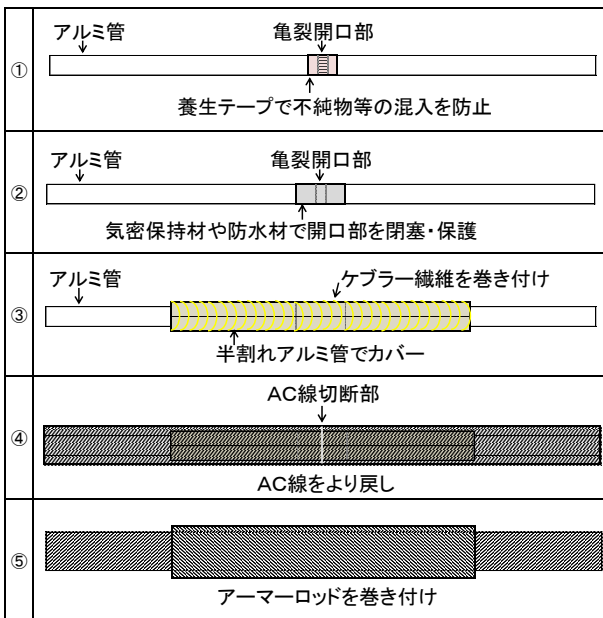 アルミ管 亀裂開口部
①
養生テープで不純物等の混入を防止
アルミ管 亀裂開口部
②
気密保持材や防水材で開口部を閉塞・保護
アルミ管 ケブラー繊維を巻き付け
③
半割れアルミ管でカバー
AC線切断部
④
AC線をより戻し
⑤
アーマーロッドを巻き付け